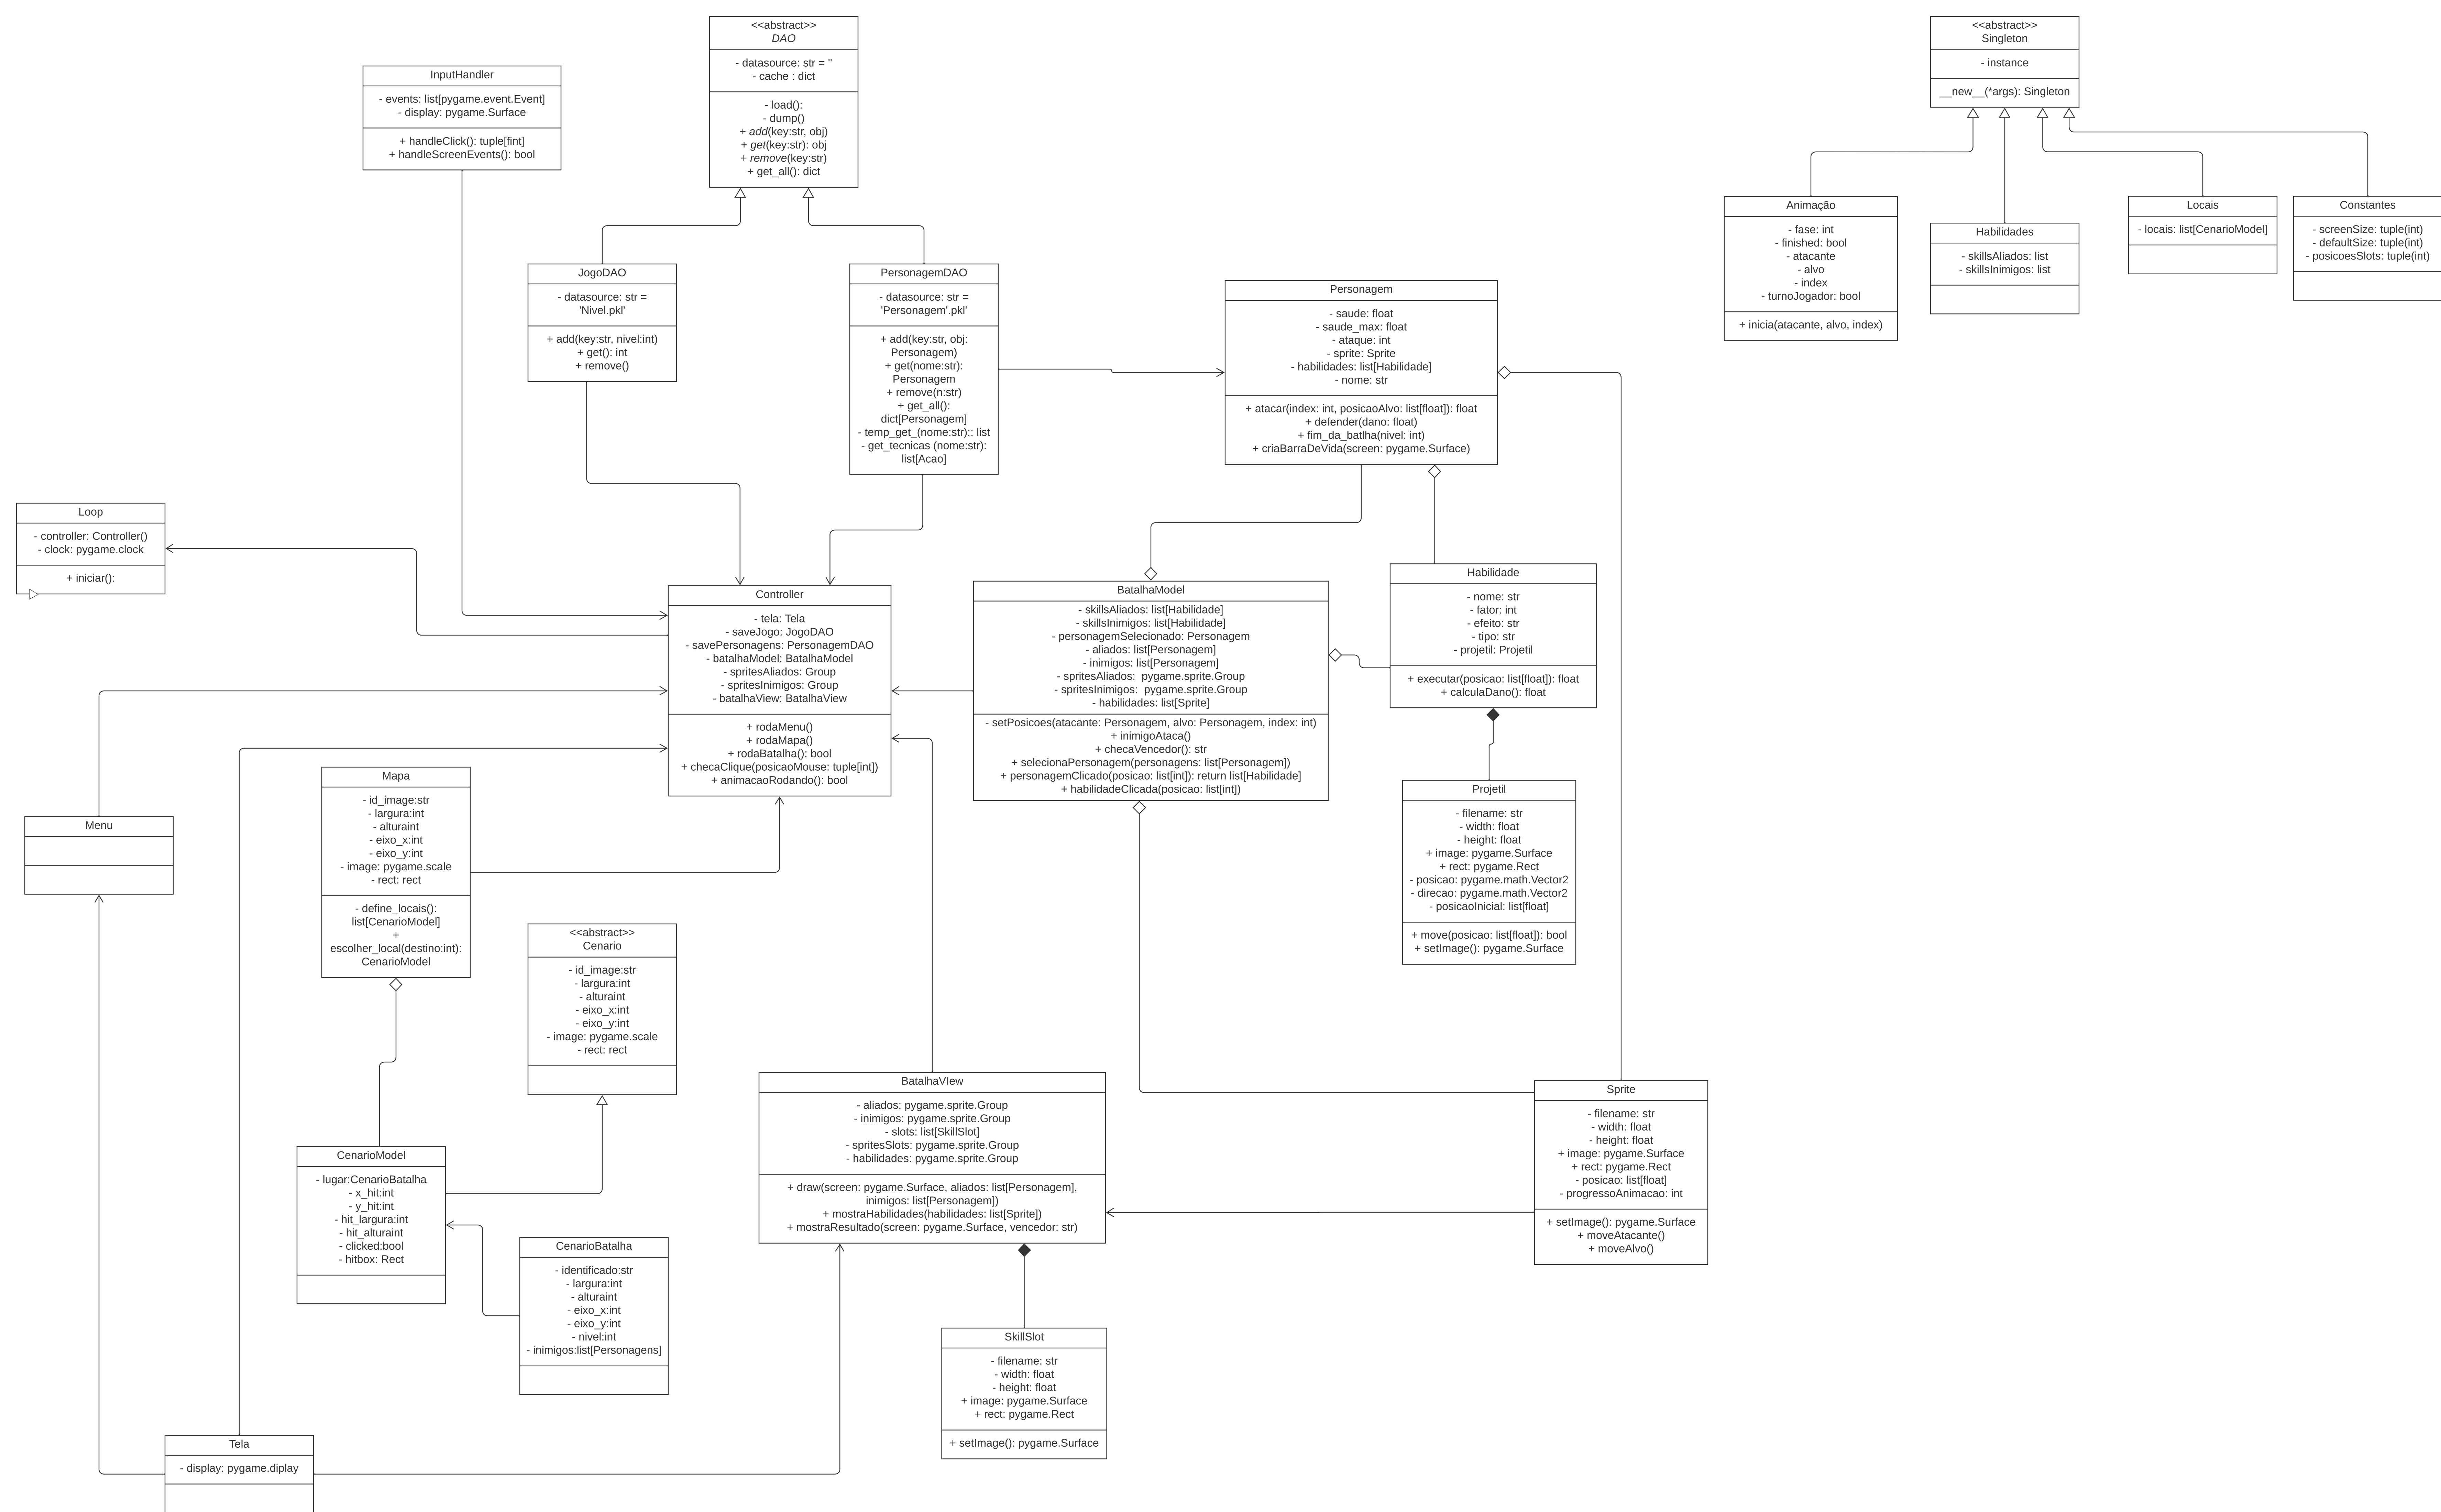 <<abstract>>
DAO
- datasource: str = ''
- cache : dict
- load():
- dump()
+ add(key:str, obj)
+ get(key:str): obj
+ remove(key:str)
+ get_all(): dict
<<abstract>>
Singleton
- instance
__new__(*args): Singleton
InputHandler
- events: list[pygame.event.Event]
- display: pygame.Surface
+ handleClick(): tuple[fint]
+ handleScreenEvents(): bool
Animação
- fase: int
- finished: bool
- atacante
- alvo
- index
- turnoJogador: bool
+ inicia(atacante, alvo, index)
Habilidades
- skillsAliados: list
- skillsInimigos: list
Locais
- locais: list[CenarioModel]
Constantes
- screenSize: tuple(int)
- defaultSize: tuple(int)
- posicoesSlots: tuple(int)
JogoDAO
- datasource: str =
'Nivel.pkl'
+ add(key:str, nivel:int)
+ get(): int
+ remove()
PersonagemDAO
- datasource: str =
'Personagem'.pkl'
+ add(key:str, obj:
Personagem)
+ get(nome:str):
Personagem
+ remove(n:str)
+ get_all():
dict[Personagem]
- temp_get_(nome:str):: list
- get_tecnicas (nome:str):
list[Acao]
Personagem
- saude: float
- saude_max: float
- ataque: int
- sprite: Sprite
- habilidades: list[Habilidade]
- nome: str
+ atacar(index: int, posicaoAlvo: list[float]): float
+ defender(dano: float)
+ fim_da_batlha(nivel: int)
+ criaBarraDeVida(screen: pygame.Surface)
Loop
- controller: Controller()
- clock: pygame.clock
+ iniciar():
Controller
- tela: Tela
- saveJogo: JogoDAO
- savePersonagens: PersonagemDAO
- batalhaModel: BatalhaModel
- spritesAliados: Group
- spritesInimigos: Group
- batalhaView: BatalhaView
+ rodaMenu()
+ rodaMapa()
+ rodaBatalha(): bool
+ checaClique(posicaoMouse: tuple[int])
+ animacaoRodando(): bool
BatalhaModel
- skillsAliados: list[Habilidade]
- skillsInimigos: list[Habilidade]
- personagemSelecionado: Personagem
- aliados: list[Personagem]
- inimigos: list[Personagem]
- spritesAliados:  pygame.sprite.Group
- spritesInimigos:  pygame.sprite.Group
- habilidades: list[Sprite]
- setPosicoes(atacante: Personagem, alvo: Personagem, index: int)
+ inimigoAtaca()
+ checaVencedor(): str
+ selecionaPersonagem(personagens: list[Personagem])
+ personagemClicado(posicao: list[int]): return list[Habilidade]
+ habilidadeClicada(posicao: list[int])
Habilidade
- nome: str
- fator: int
- efeito: str
- tipo: str
- projetil: Projetil
+ executar(posicao: list[float]): float
+ calculaDano(): float
Projetil
- filename: str
- width: float
- height: float
+ image: pygame.Surface
+ rect: pygame.Rect
- posicao: pygame.math.Vector2
- direcao: pygame.math.Vector2
- posicaoInicial: list[float]
+ move(posicao: list[float]): bool
+ setImage(): pygame.Surface
Menu
Mapa
- id_image:str
- largura:int
- alturaint
- eixo_x:int
- eixo_y:int
- image: pygame.scale
- rect: rect
- define_locais():
list[CenarioModel]
+
escolher_local(destino:int):
CenarioModel
<<abstract>>
Cenario
- id_image:str
- largura:int
- alturaint
- eixo_x:int
- eixo_y:int
- image: pygame.scale
- rect: rect
CenarioModel
- lugar:CenarioBatalha
- x_hit:int
- y_hit:int
- hit_largura:int
- hit_alturaint
- clicked:bool
- hitbox: Rect
CenarioBatalha
- identificado:str
- largura:int
- alturaint
- eixo_x:int
- eixo_y:int
- nivel:int
- inimigos:list[Personagens]
BatalhaVIew
- aliados: pygame.sprite.Group
- inimigos: pygame.sprite.Group
- slots: list[SkillSlot]
- spritesSlots: pygame.sprite.Group
- habilidades: pygame.sprite.Group
+ draw(screen: pygame.Surface, aliados: list[Personagem],
inimigos: list[Personagem])
+ mostraHabilidades(habilidades: list[Sprite])
+ mostraResultado(screen: pygame.Surface, vencedor: str)
Sprite
- filename: str
- width: float
- height: float
+ image: pygame.Surface
+ rect: pygame.Rect
- posicao: list[float]
- progressoAnimacao: int
+ setImage(): pygame.Surface
+ moveAtacante()
+ moveAlvo()
SkillSlot
- filename: str
- width: float
- height: float
+ image: pygame.Surface
+ rect: pygame.Rect
+ setImage(): pygame.Surface
Tela
- display: pygame.diplay